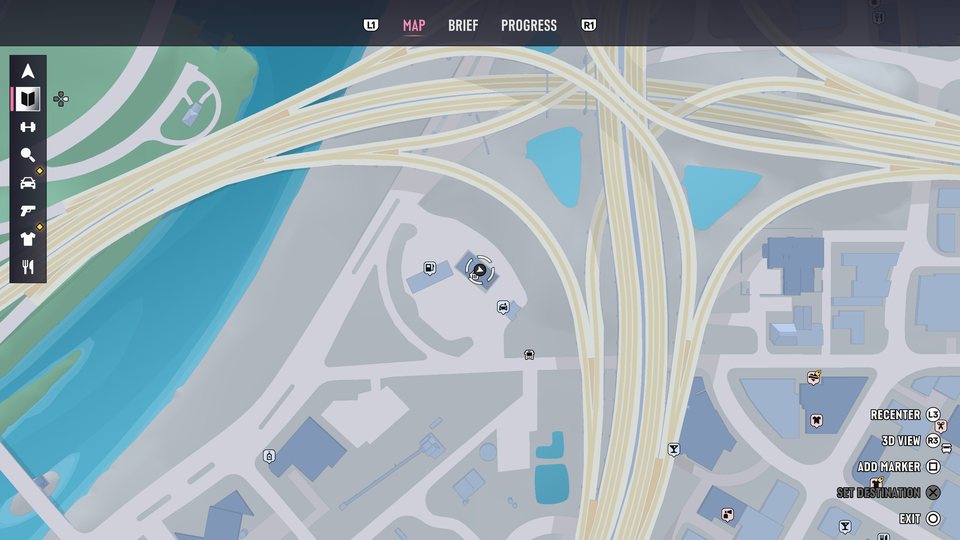 L1 MAP BRIEF PROGRESS R1
RECENTER L3
3D VIEW R3
ADD MARKER
SET DESTINATION
EXIT